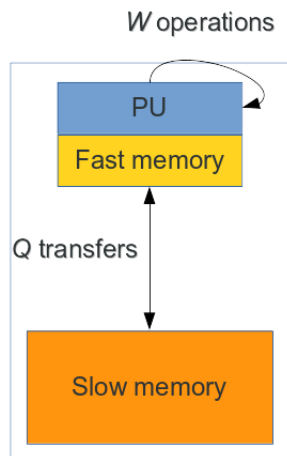 W operations
PU
Fast memory
Q transfers
Slow memory